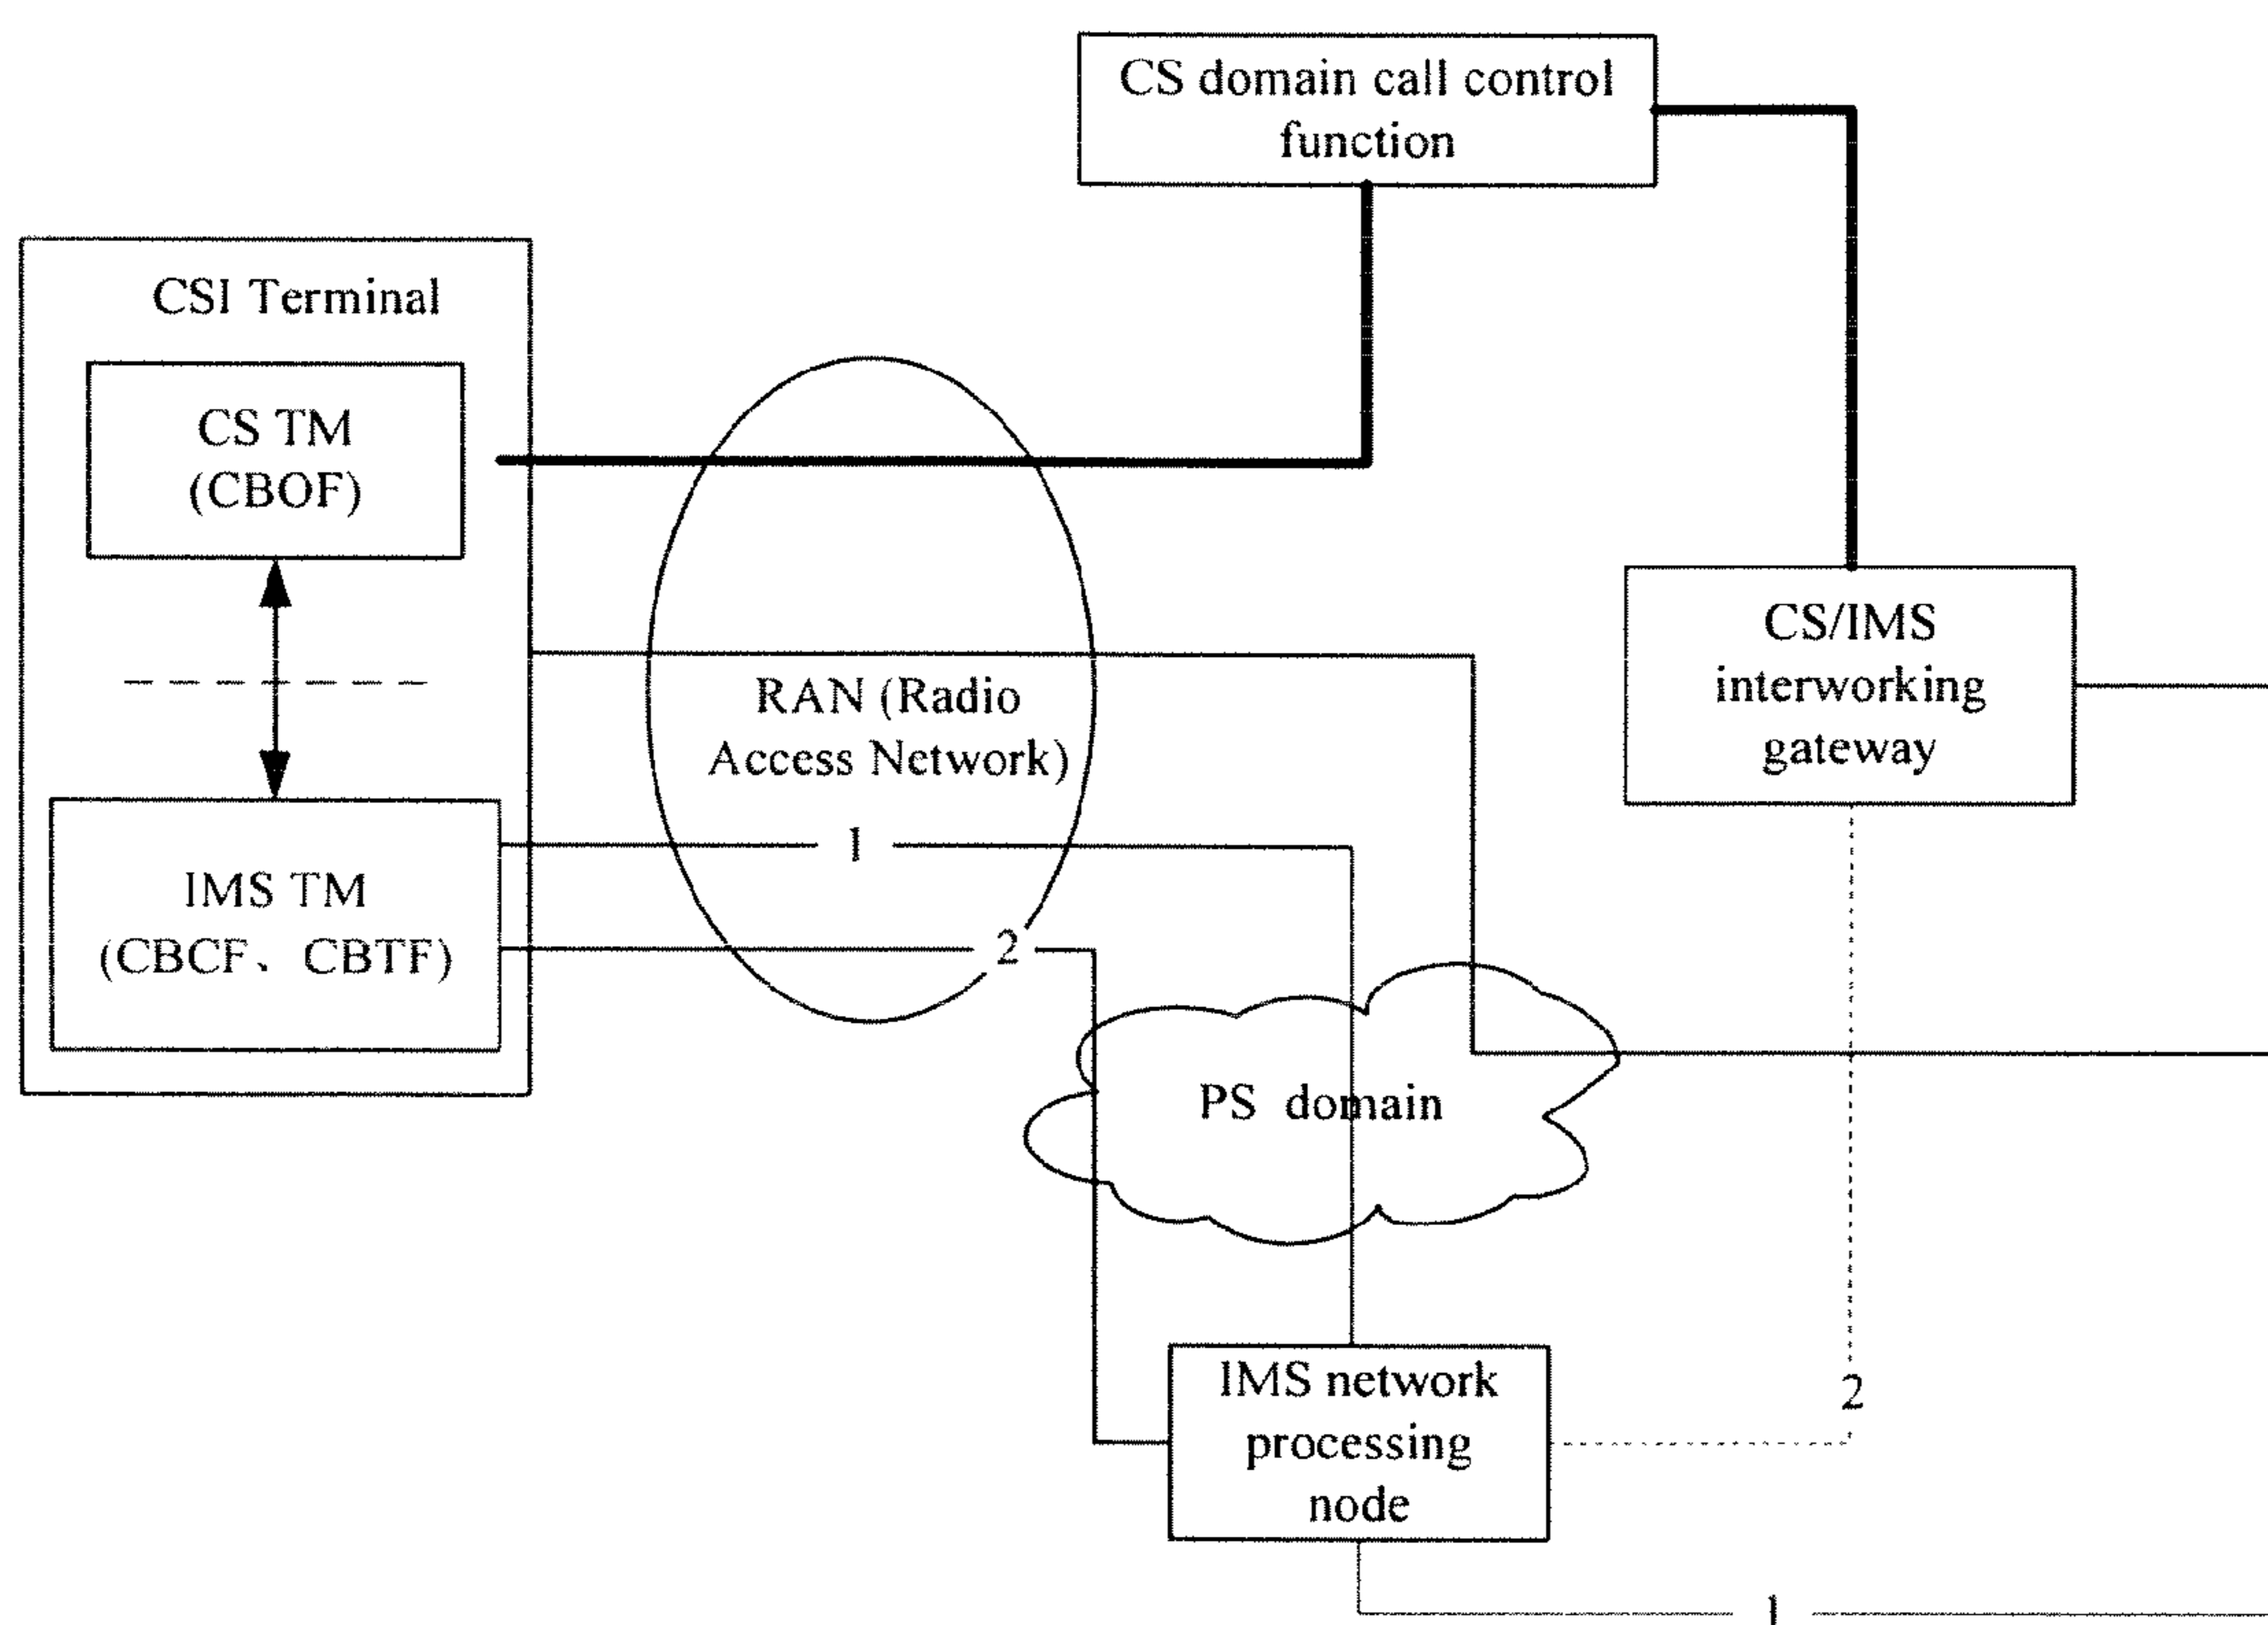 CS domain call control
function
CSI Terminal
CS TM
(CBOF)
CS/IMS
interworking
gateway
RAN (Radio
Access Network)
1
IMS TM
(CBCF、CBTF)
2
PS domain
IMS network
processing
node
2
1